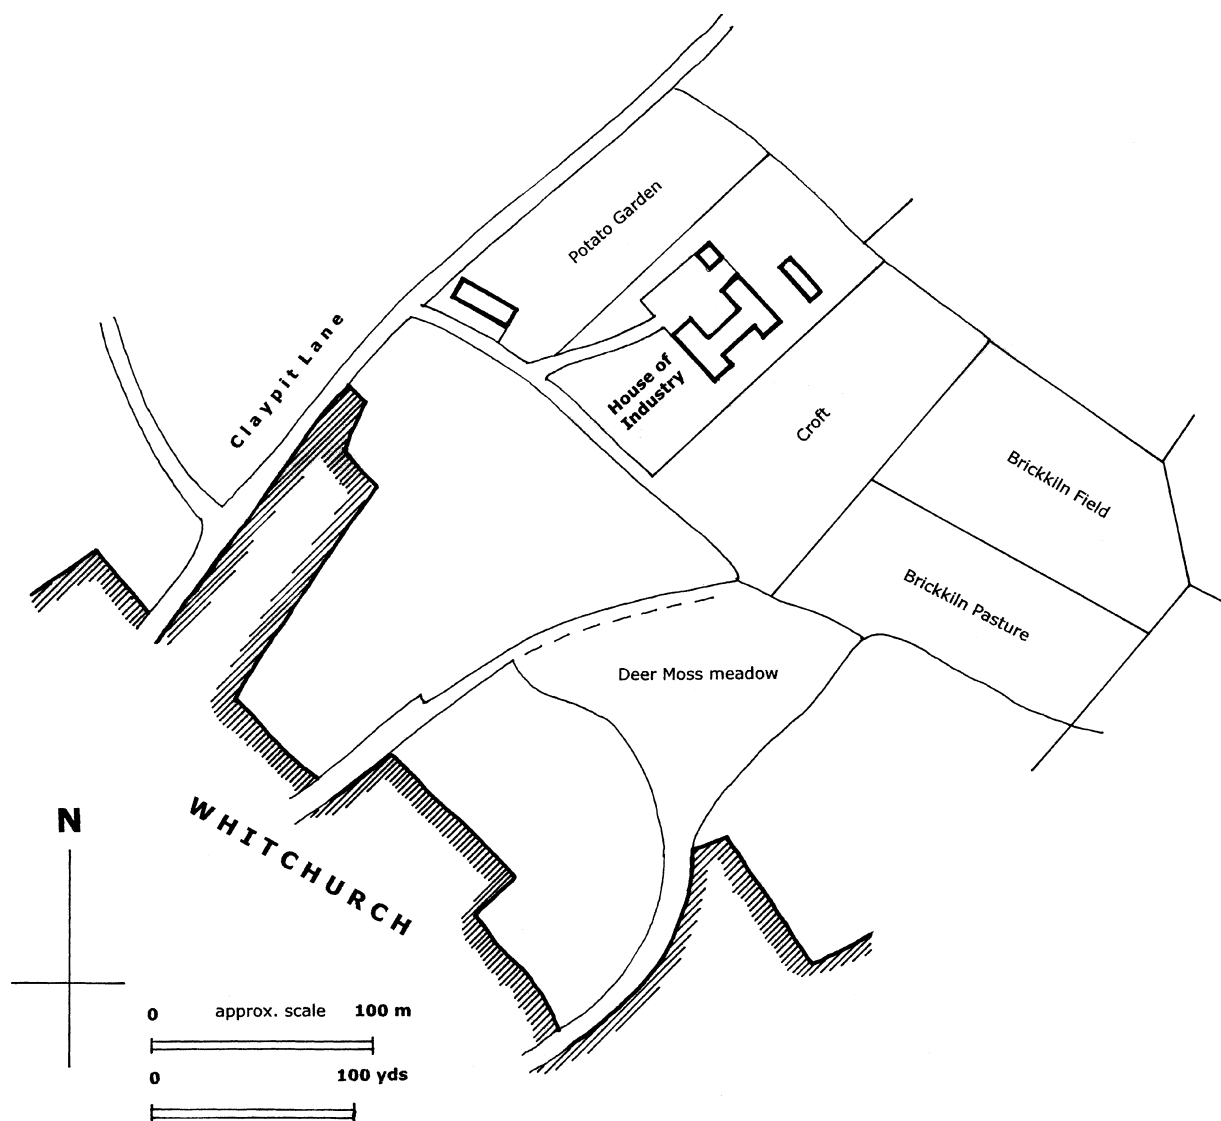 Potato Garden
Claypit Lane
House of
Industry
Croft
Brickkiln Field
Brickkiln Pasture
Deer Moss meadow
WHITCHURCH
N
0 approx. scale 100 m
0 100 yds